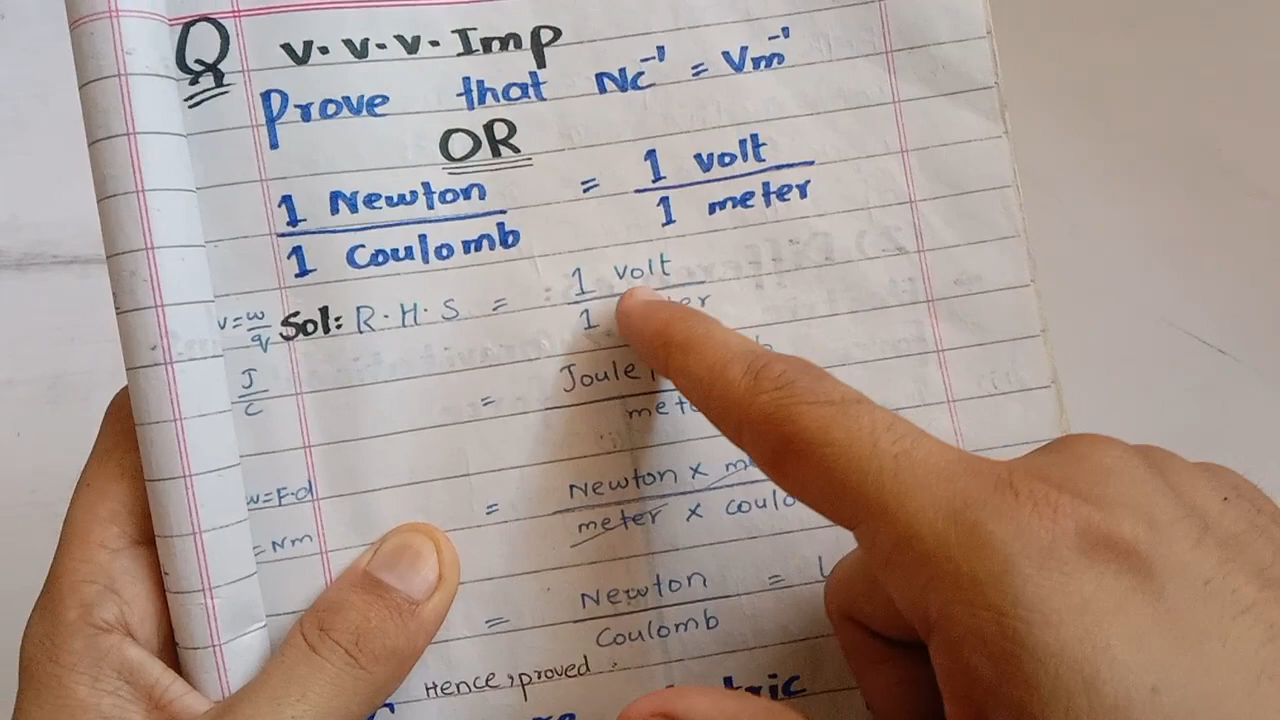 Q V.V.V.Imp
Prove that NC⁻¹ = Vm⁻¹
OR
1 Newton / 1 Coulomb = 1 volt / 1 meter
V=w/q Sol: R.H.S = 1 volt / 1
J/C = Joule / 
w=F.d = Newton x / meter x
=Nm
= Newton / Coulomb =
Hence, proved.